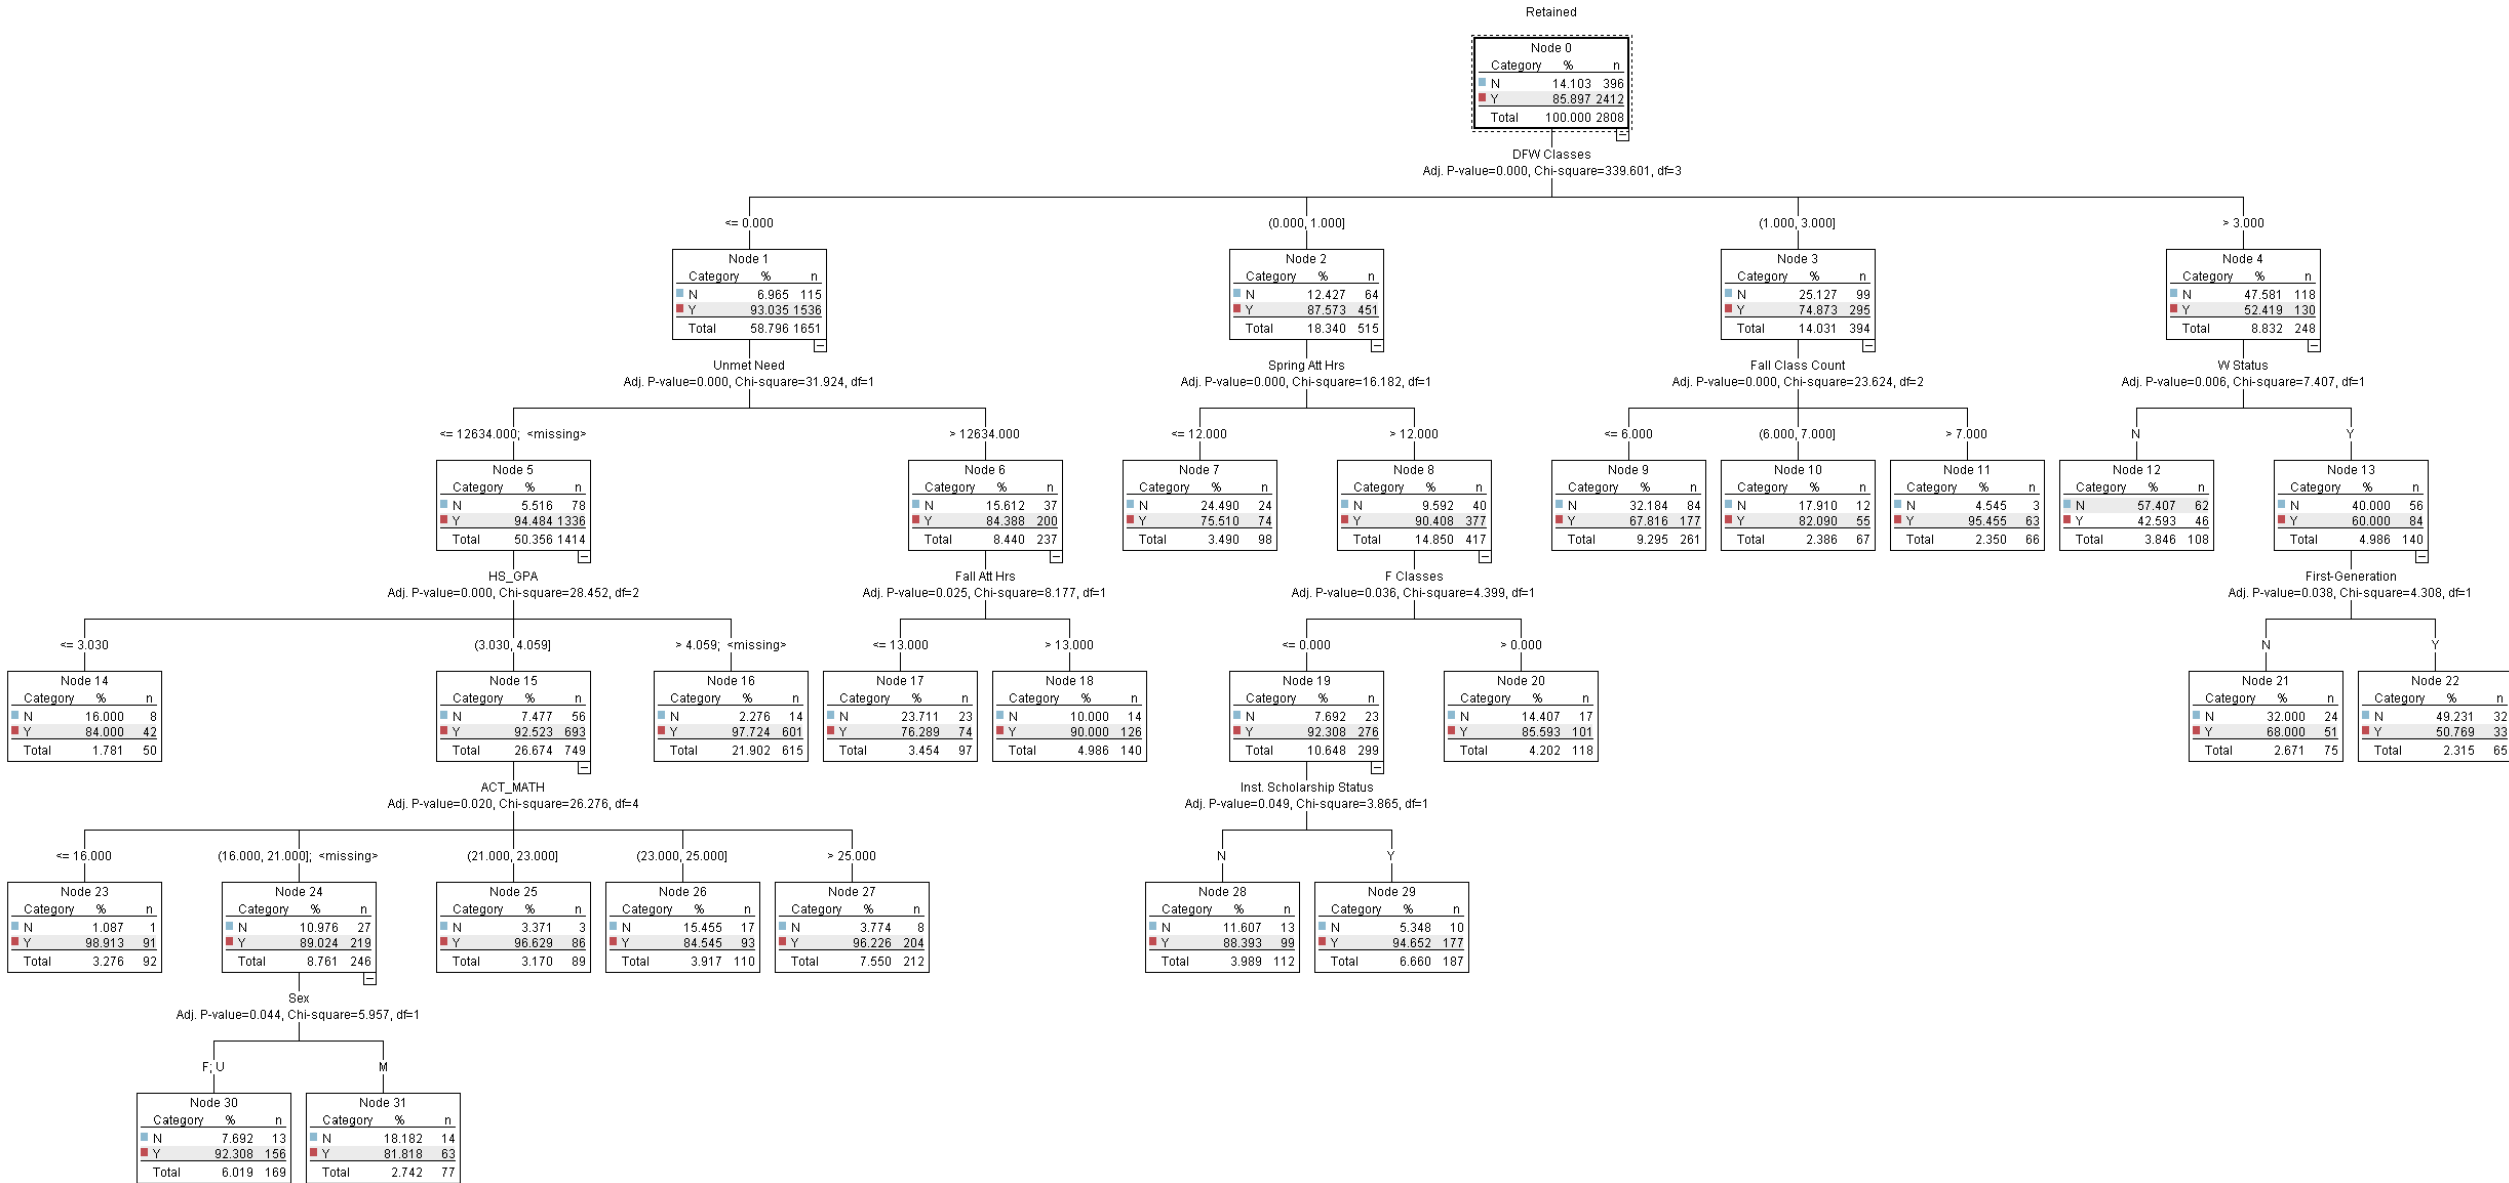 Retained
Node 0
Category % n
N 14.103 396
Y 85.897 2412
Total 100.000 2808
DFW Classes
Adj. P-value=0.000, Chi-square=339.601, df=3
<= 0.000
(0.000, 1.000]
(1.000, 3.000]
> 3.000
Node 1
Category % n
N 6.965 115
Y 93.035 1536
Total 58.796 1651
Node 2
Category % n
N 12.427 64
Y 87.573 451
Total 18.340 515
Node 3
Category % n
N 25.127 99
Y 74.873 295
Total 14.031 394
Node 4
Category % n
N 47.581 118
Y 52.419 130
Total 8.832 248
Unmet Need
Adj. P-value=0.000, Chi-square=31.924, df=1
Spring Att Hrs
Adj. P-value=0.000, Chi-square=16.182, df=1
Fall Class Count
Adj. P-value=0.000, Chi-square=23.624, df=2
W Status
Adj. P-value=0.006, Chi-square=7.407, df=1
<= 12634.000; <missing>
> 12634.000
<= 12.000
> 12.000
<= 6.000
(6.000, 7.000]
> 7.000
N
Y
Node 5
Category % n
N 5.516 78
Y 94.484 1336
Total 50.356 1414
Node 6
Category % n
N 15.612 37
Y 84.388 200
Total 8.440 237
Node 7
Category % n
N 24.490 24
Y 75.510 74
Total 3.490 98
Node 8
Category % n
N 9.592 40
Y 90.408 377
Total 14.850 417
Node 9
Category % n
N 32.184 84
Y 67.816 177
Total 9.295 261
Node 10
Category % n
N 17.910 12
Y 82.090 55
Total 2.386 67
Node 11
Category % n
N 4.545 3
Y 95.455 63
Total 2.350 66
Node 12
Category % n
N 57.407 62
Y 42.593 46
Total 3.846 108
Node 13
Category % n
N 40.000 56
Y 60.000 84
Total 4.986 140
HS_GPA
Adj. P-value=0.000, Chi-square=28.452, df=2
Fall Att Hrs
Adj. P-value=0.025, Chi-square=8.177, df=1
F Classes
Adj. P-value=0.036, Chi-square=4.399, df=1
First-Generation
Adj. P-value=0.038, Chi-square=4.308, df=1
<= 3.030
(3.030, 4.059]
> 4.059; <missing>
<= 13.000
> 13.000
<= 0.000
> 0.000
N
Y
Node 14
Category % n
N 16.000 8
Y 84.000 42
Total 1.781 50
Node 15
Category % n
N 7.477 56
Y 92.523 693
Total 26.674 749
Node 16
Category % n
N 2.276 14
Y 97.724 601
Total 21.902 615
Node 17
Category % n
N 23.711 23
Y 76.289 74
Total 3.454 97
Node 18
Category % n
N 10.000 14
Y 90.000 126
Total 4.986 140
Node 19
Category % n
N 7.692 23
Y 92.308 276
Total 10.648 299
Node 20
Category % n
N 14.407 17
Y 85.593 101
Total 4.202 118
Node 21
Category % n
N 32.000 24
Y 68.000 51
Total 2.671 75
Node 22
Category % n
N 49.231 32
Y 50.769 33
Total 2.315 65
ACT_MATH
Adj. P-value=0.020, Chi-square=26.276, df=4
Inst. Scholarship Status
Adj. P-value=0.049, Chi-square=3.865, df=1
<= 16.000
(16.000, 21.000]; <missing>
(21.000, 23.000]
(23.000, 25.000]
> 25.000
N
Y
Node 23
Category % n
N 1.087 1
Y 98.913 91
Total 3.276 92
Node 24
Category % n
N 10.976 27
Y 89.024 219
Total 8.761 246
Node 25
Category % n
N 3.371 3
Y 96.629 86
Total 3.170 89
Node 26
Category % n
N 15.455 17
Y 84.545 93
Total 3.917 110
Node 27
Category % n
N 3.774 8
Y 96.226 204
Total 7.550 212
Node 28
Category % n
N 11.607 13
Y 88.393 99
Total 3.989 112
Node 29
Category % n
N 5.348 10
Y 94.652 177
Total 6.660 187
Sex
Adj. P-value=0.044, Chi-square=5.957, df=1
F; U
M
Node 30
Category % n
N 7.692 13
Y 92.308 156
Total 6.019 169
Node 31
Category % n
N 18.182 14
Y 81.818 63
Total 2.742 77